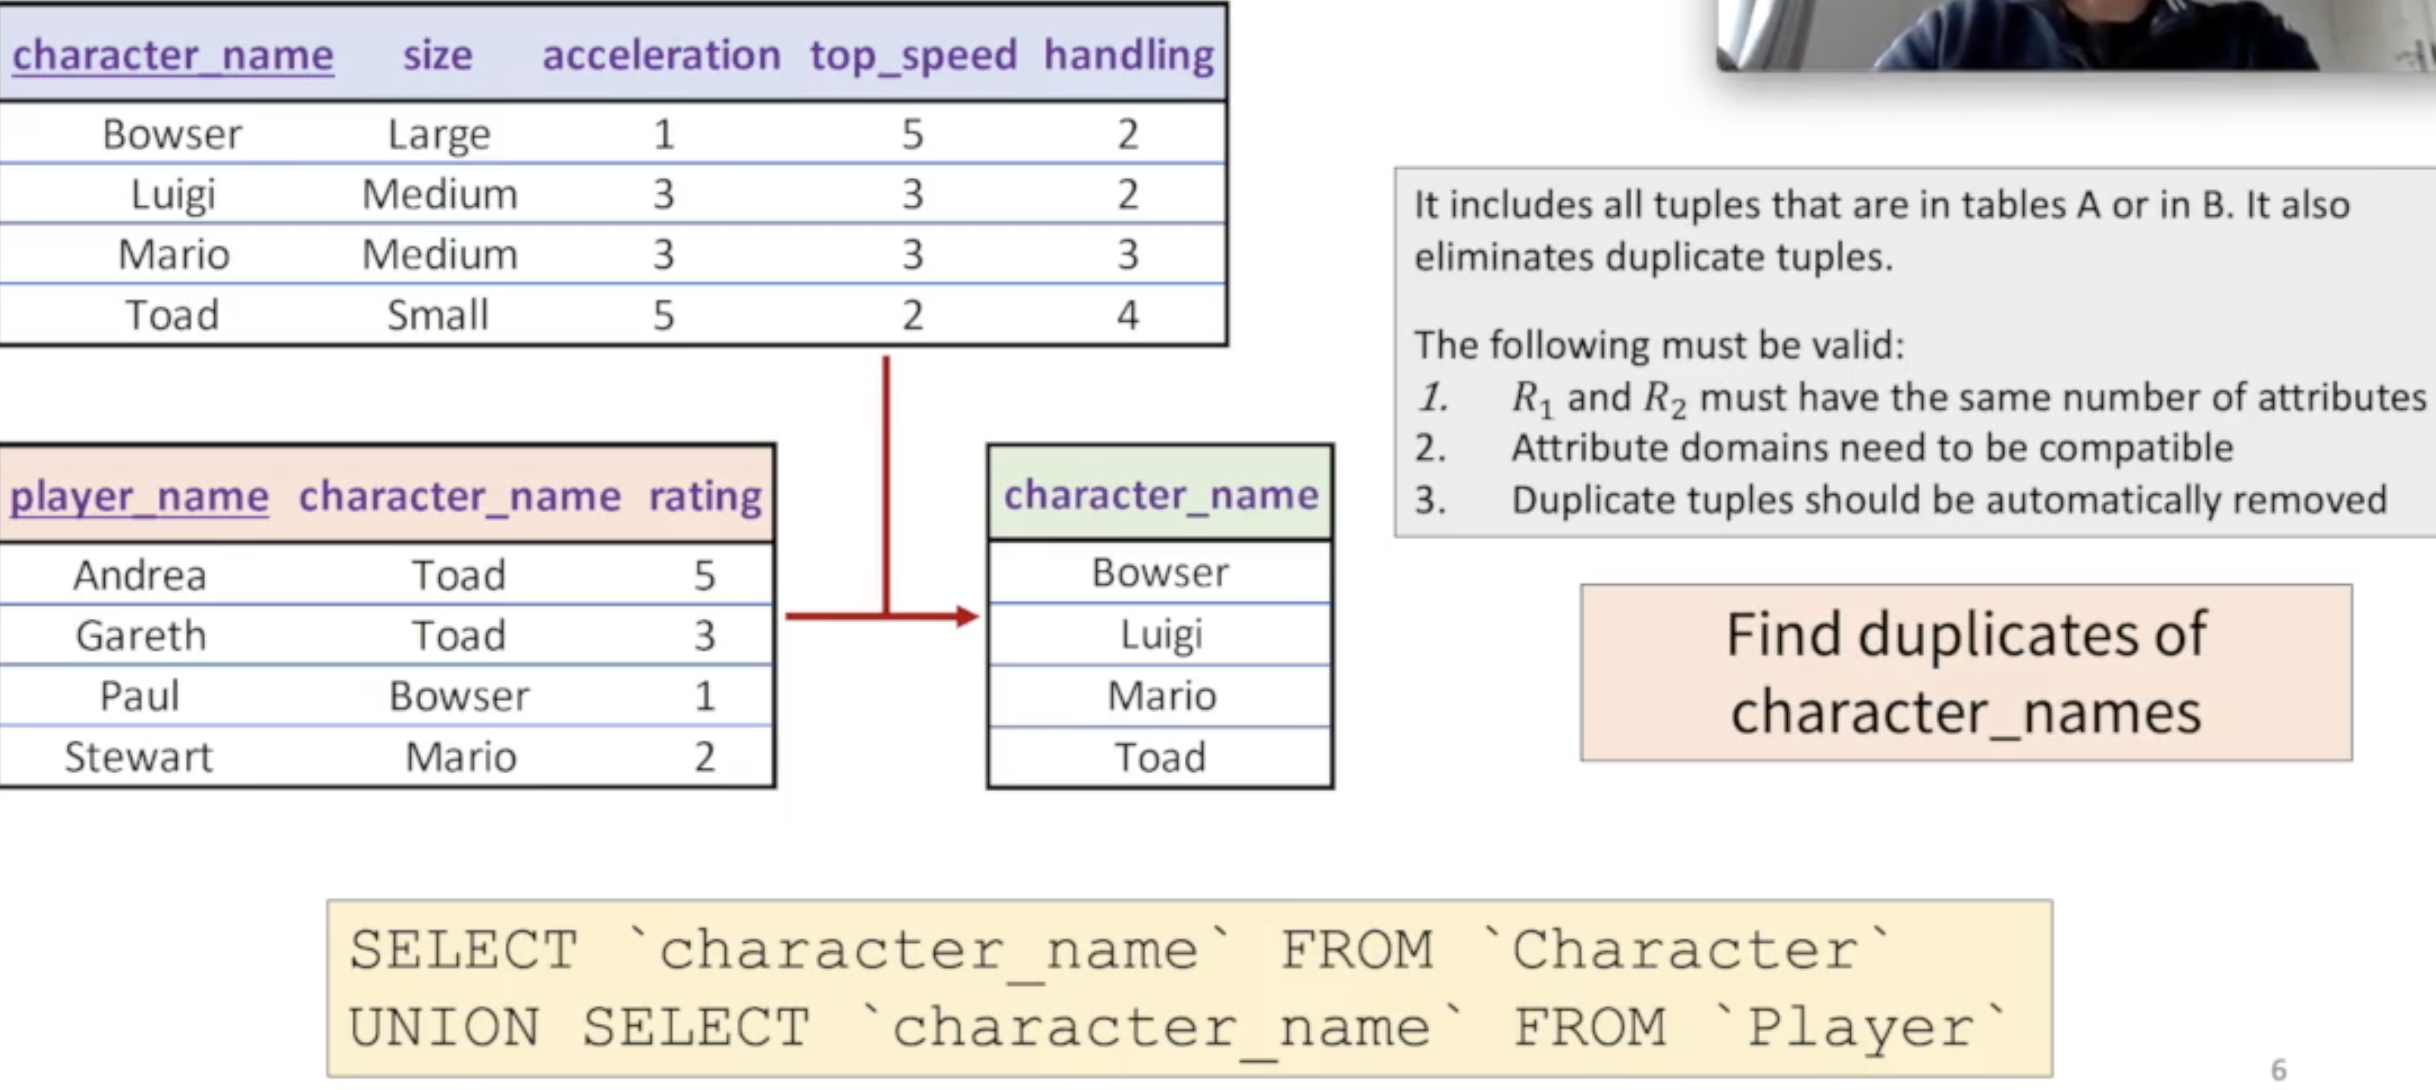 character_name size acceleration top_speed handling
Bowser Large 1 5 2
Luigi Medium 3 3 2
Mario Medium 3 3 3
Toad Small 5 2 4
player_name character_name rating
Andrea Toad 5
Gareth Toad 3
Paul Bowser 1
Stewart Mario 2
character_name
Bowser
Luigi
Mario
Toad
It includes all tuples that are in tables A or in B. It also
eliminates duplicate tuples.
The following must be valid:
1. R₁ and R₂ must have the same number of attributes
2. Attribute domains need to be compatible
3. Duplicate tuples should be automatically removed
Find duplicates of
character_names
SELECT `character_name` FROM `Character`
UNION SELECT `character_name` FROM `Player`
6